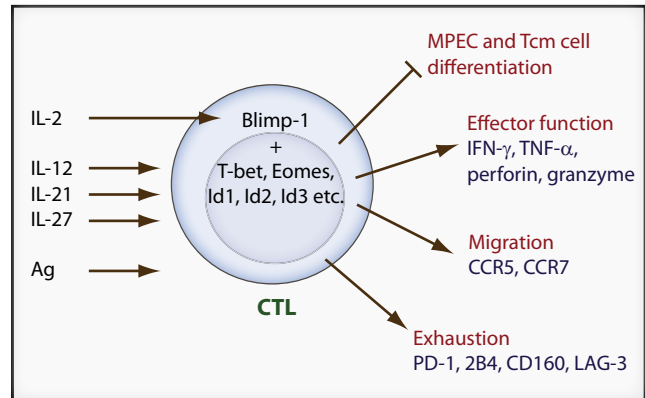 MPEC and Tcm cell
differentiation
IL-2
Blimp-1
+
T-bet, Eomes,
Id1, Id2, Id3 etc.
Effector function
IFN-γ, TNF-α,
perforin, granzyme
IL-12
IL-21
IL-27
Ag
Migration
CCR5, CCR7
CTL
Exhaustion
PD-1, 2B4, CD160, LAG-3